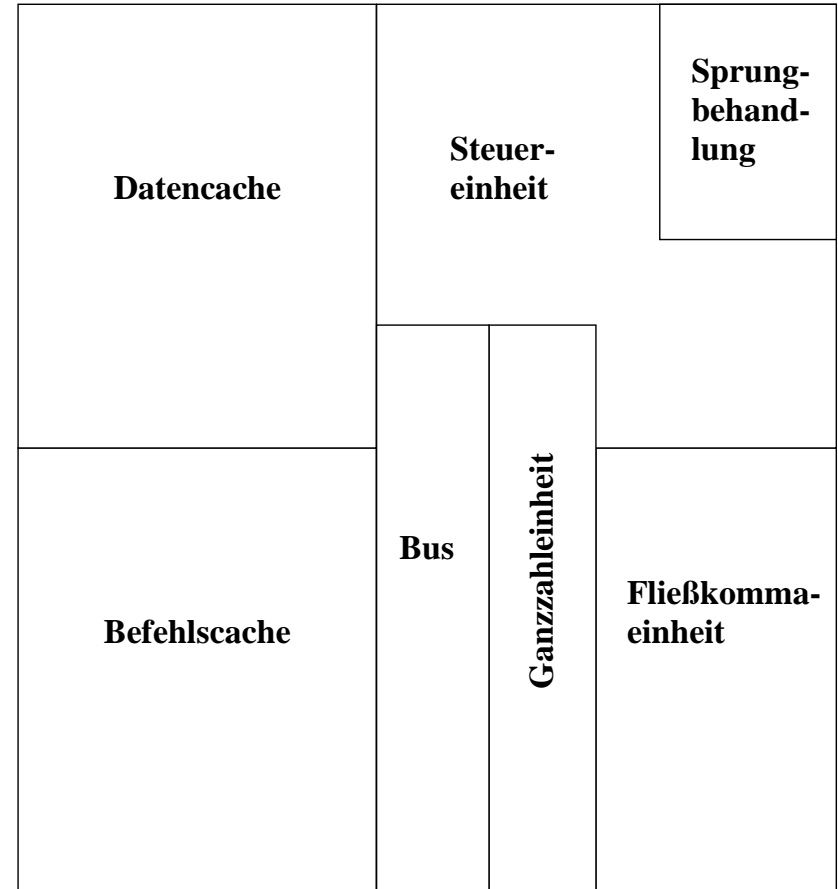 Datencache
Steuer-
einheit
Sprung-
behand-
lung
Befehlscache
Bus
Ganzzahleinheit
Fließkomma-
einheit